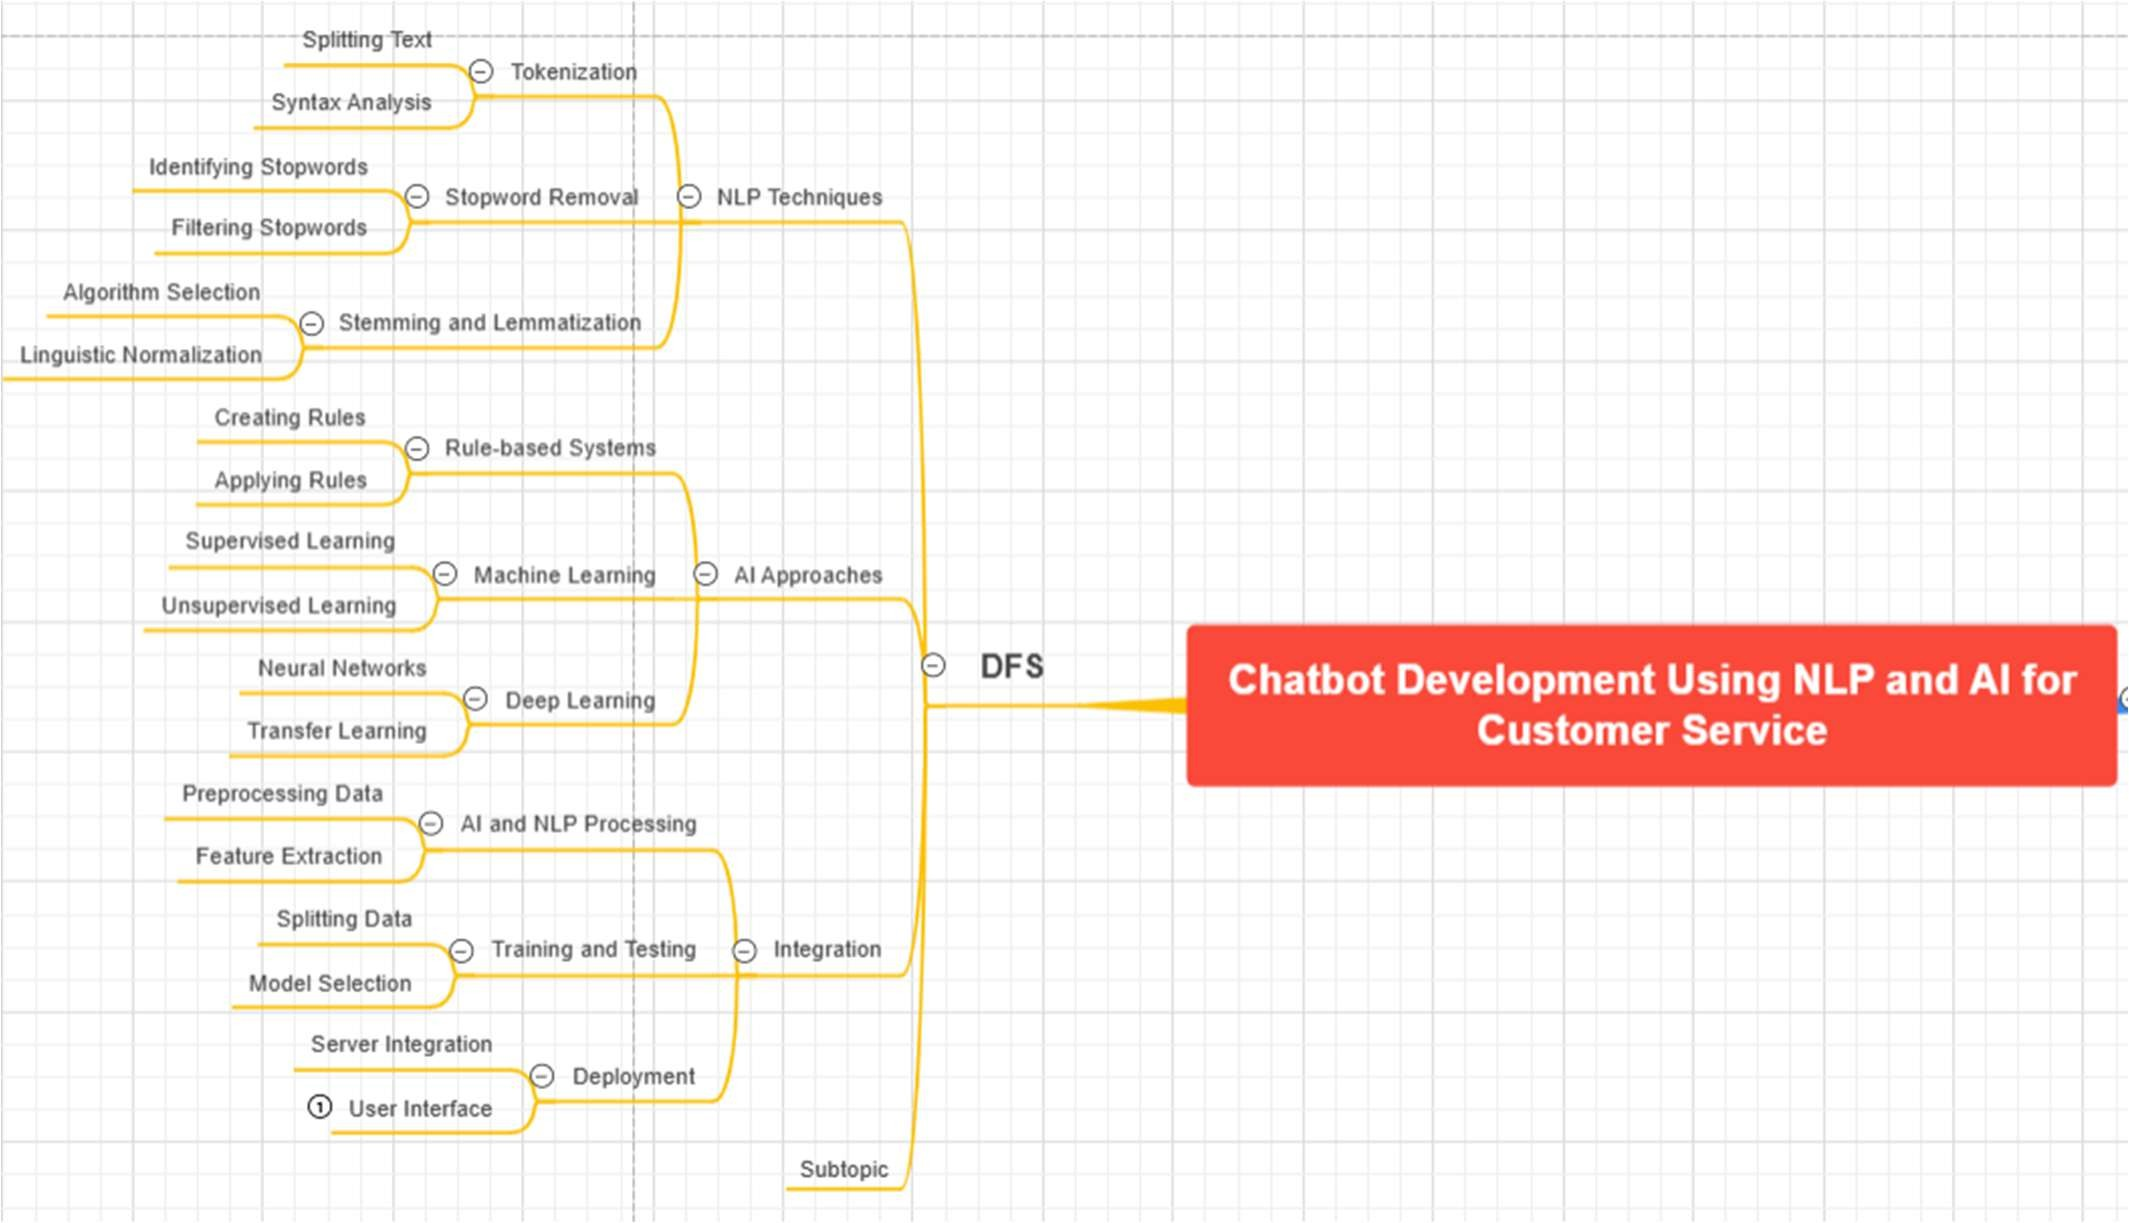 Splitting Text
Tokenization
Syntax Analysis
Identifying Stopwords
Stopword Removal
NLP Techniques
Filtering Stopwords
Algorithm Selection
Stemming and Lemmatization
Linguistic Normalization
Creating Rules
Rule-based Systems
Applying Rules
Supervised Learning
Machine Learning
AI Approaches
Unsupervised Learning
Neural Networks
Deep Learning
Transfer Learning
DFS
Chatbot Development Using NLP and AI for
Customer Service
Preprocessing Data
AI and NLP Processing
Feature Extraction
Splitting Data
Training and Testing
Integration
Model Selection
Server Integration
Deployment
1 User Interface
Subtopic